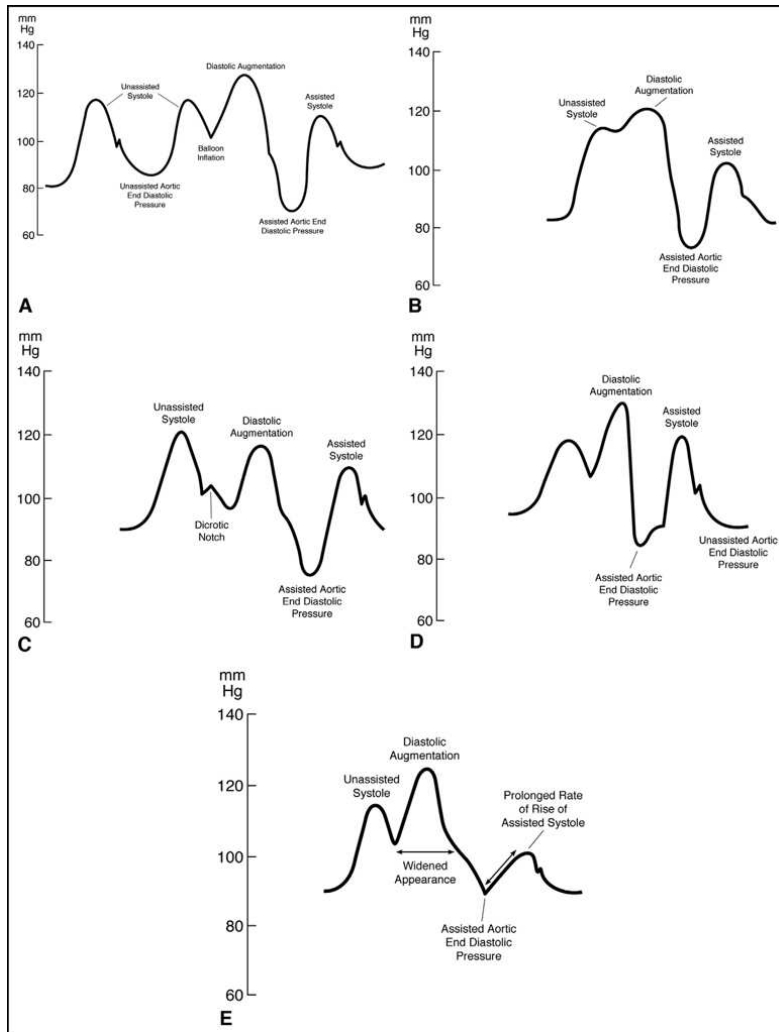 mm
Hg
140
120
100
80
60
Unassisted
Systole
Unassisted Aortic
End Diastolic
Pressure
Balloon
Inflation
Diastolic Augmentation
Assisted
Systole
Assisted Aortic End
Diastolic Pressure
A
mm
Hg
140
120
100
80
60
Unassisted
Systole
Diastolic
Augmentation
Assisted
Systole
Assisted Aortic
End Diastolic
Pressure
B
mm
Hg
140
120
100
80
60
Unassisted
Systole
Dicrotic
Notch
Diastolic
Augmentation
Assisted
Systole
Assisted Aortic
End Diastolic
Pressure
C
mm
Hg
140
120
100
80
60
Diastolic
Augmentation
Assisted
Systole
Unassisted Aortic
End Diastolic
Pressure
Assisted Aortic
End Diastolic
Pressure
D
mm
Hg
140
120
100
80
60
Unassisted
Systole
Diastolic
Augmentation
Prolonged Rate
of Rise of
Assisted Systole
Widened
Appearance
Assisted Aortic
End Diastolic
Pressure
E